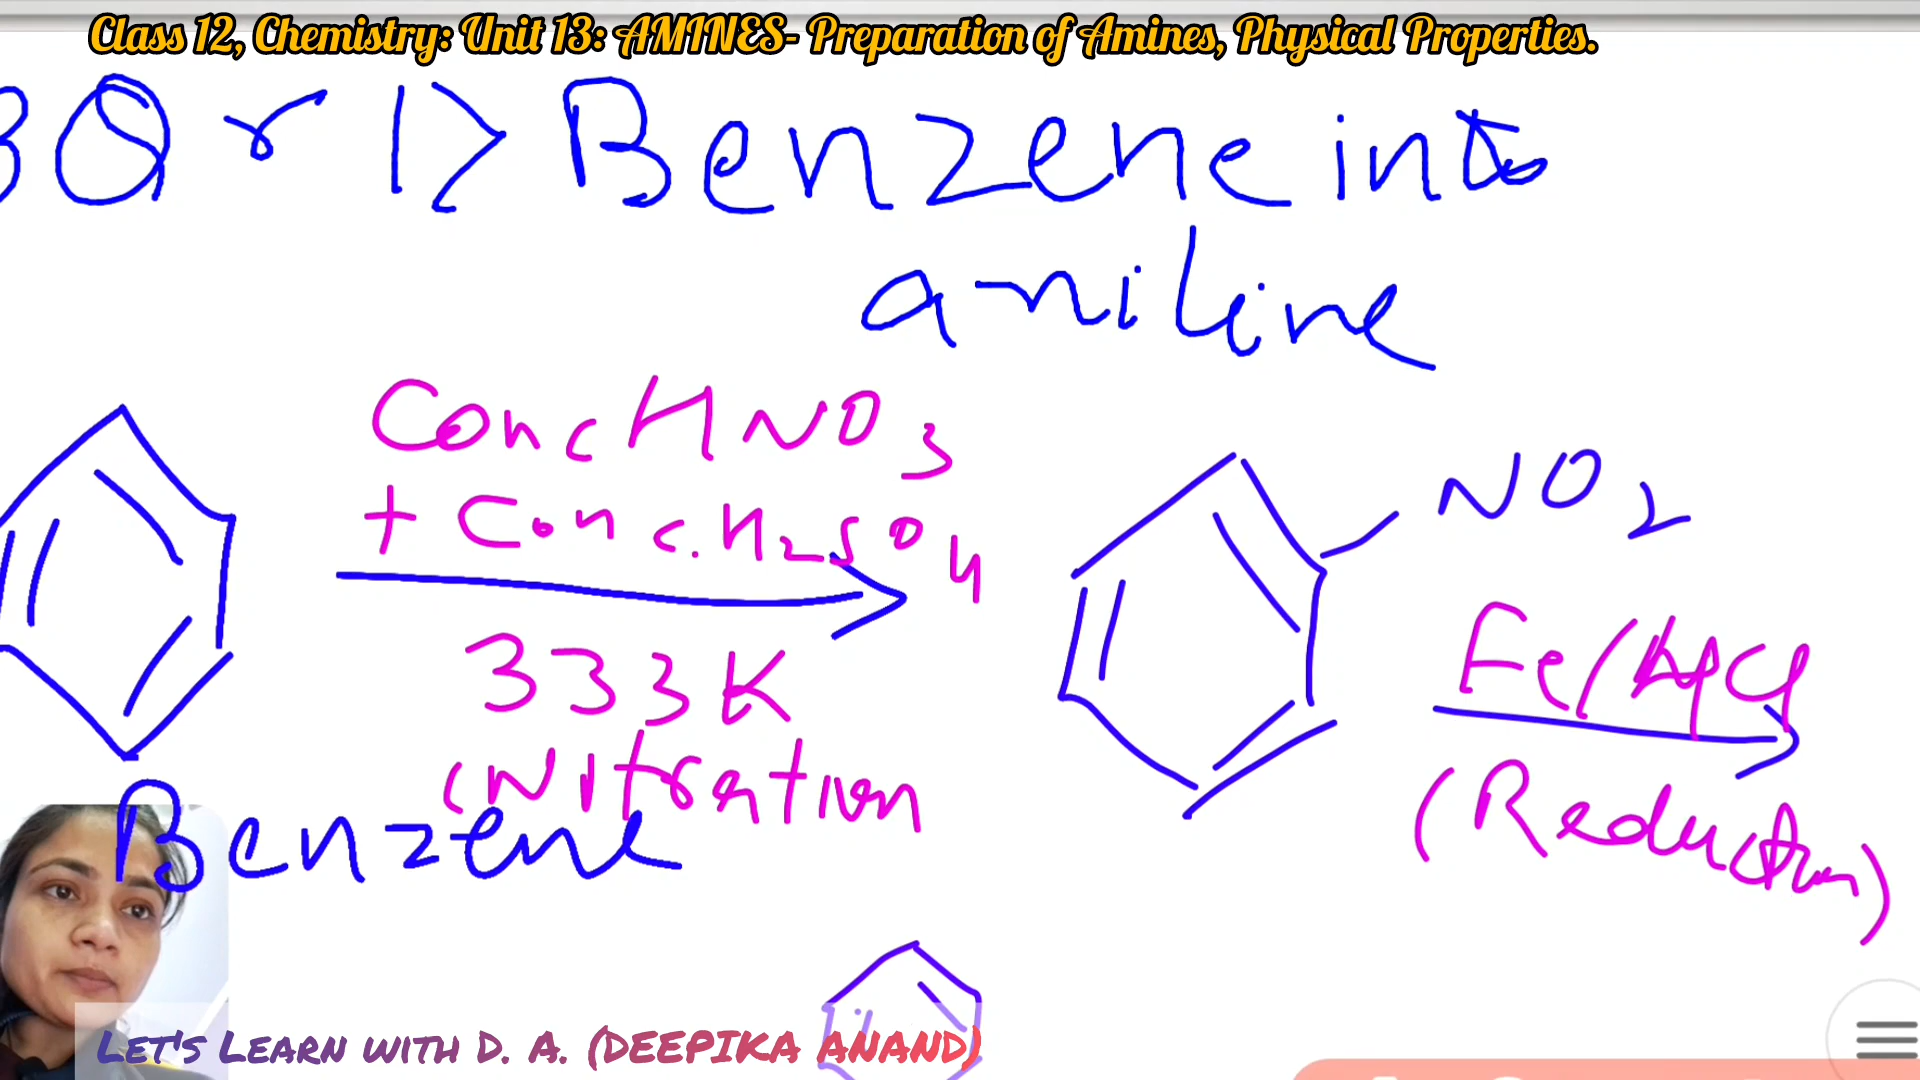 Class 12, Chemistry: Unit 13: AMINES- Preparation of Amines, Physical Properties.
Benzene into
aniline
Conc HNO3
+ Conc. H2SO4
333K
Nitration
Benzene
NO2
Fe/HCl
(Reduction)
LET'S LEARN WITH D. A. (DEEPIKA ANAND)